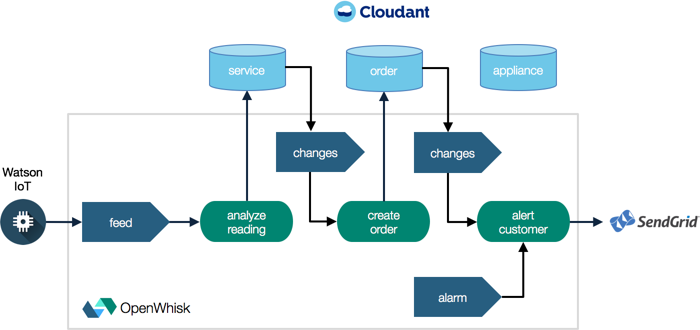 Cloudant
service
order
appliance
changes
changes
Watson
IoT
feed
analyze
reading
create
order
alert
customer
SendGrid
alarm
OpenWhisk